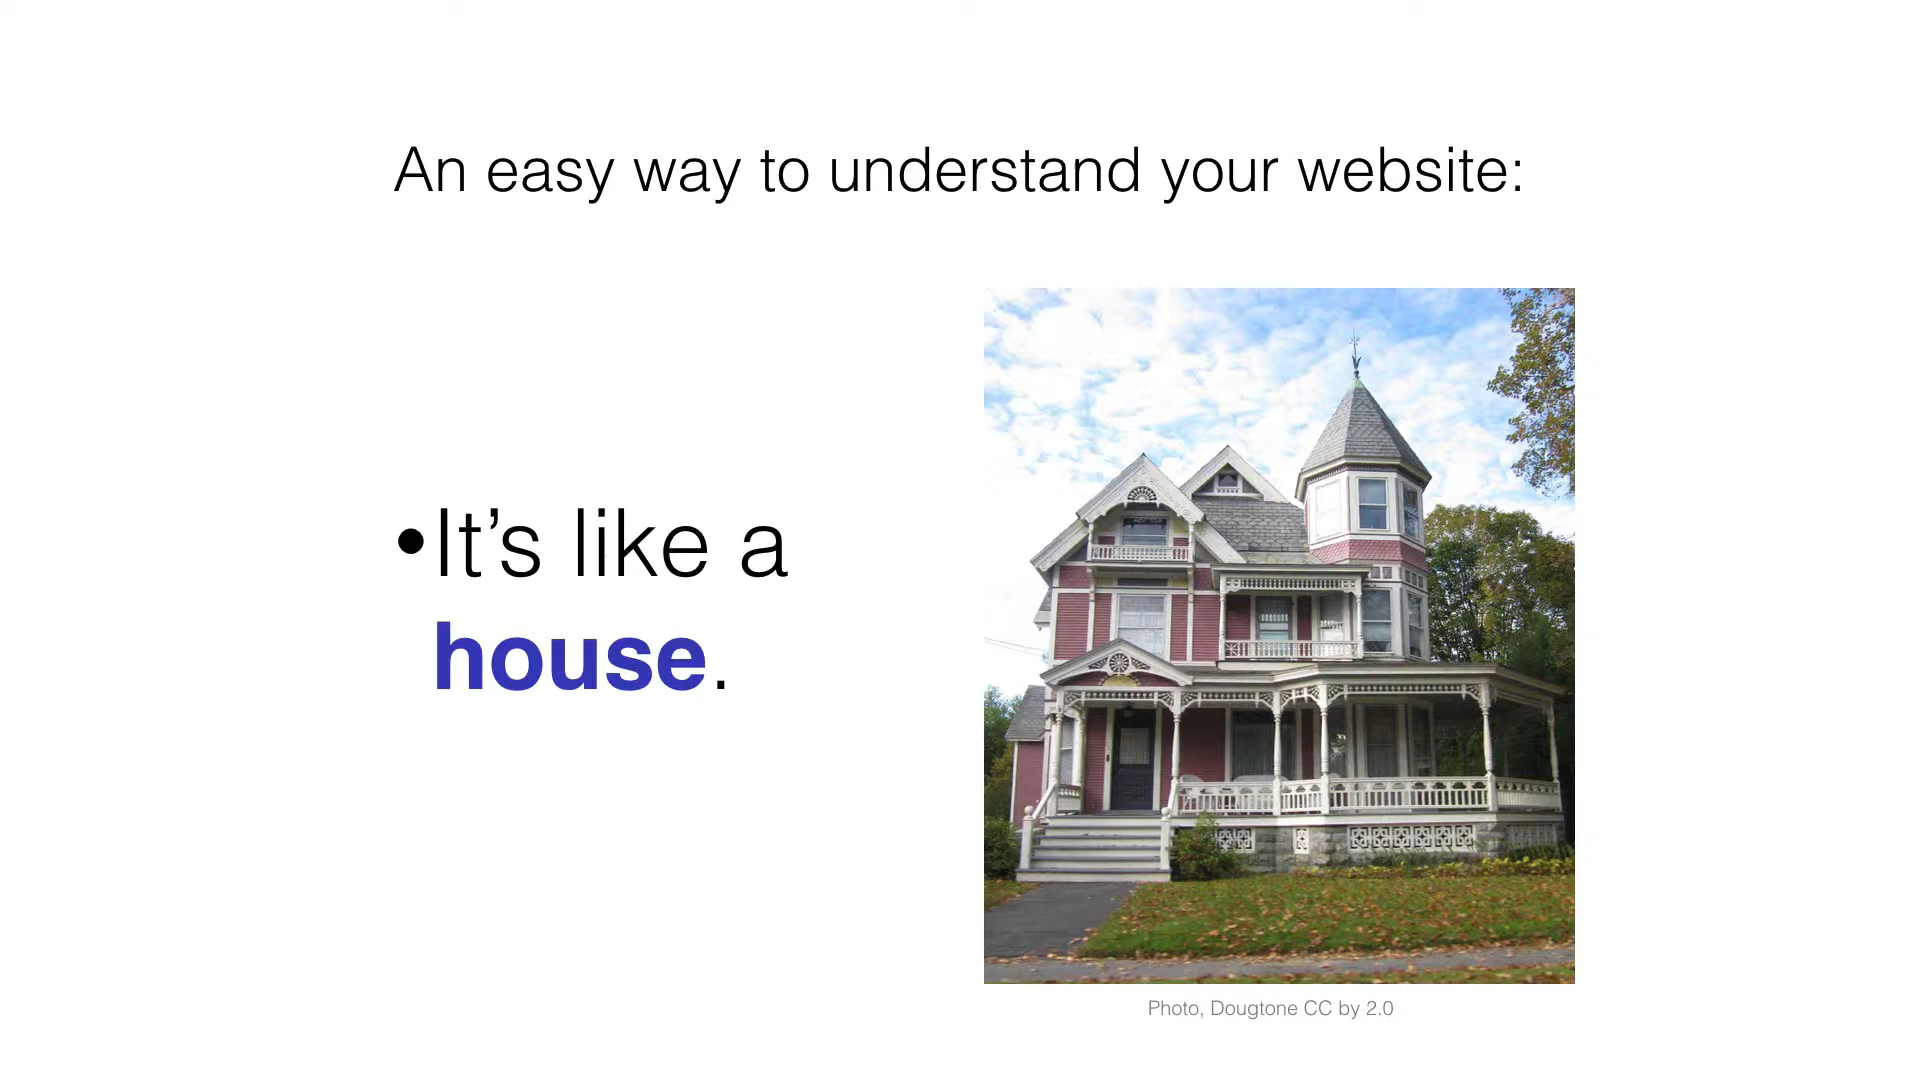 An easy way to understand your website:
•It’s like a
house.
Photo, Dougtone CC by 2.0